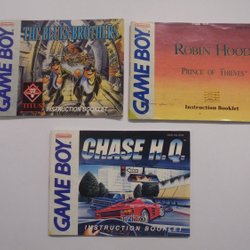 GAME BOY
THE BLUES BROTHERS
TITUS
INSTRUCTION BOOKLET
GAME BOY
ROBIN HOOD
PRINCE OF THIEVES
Instruction Booklet
GAME BOY
CHASE H.Q.
INSTRUCTION BOOKLET